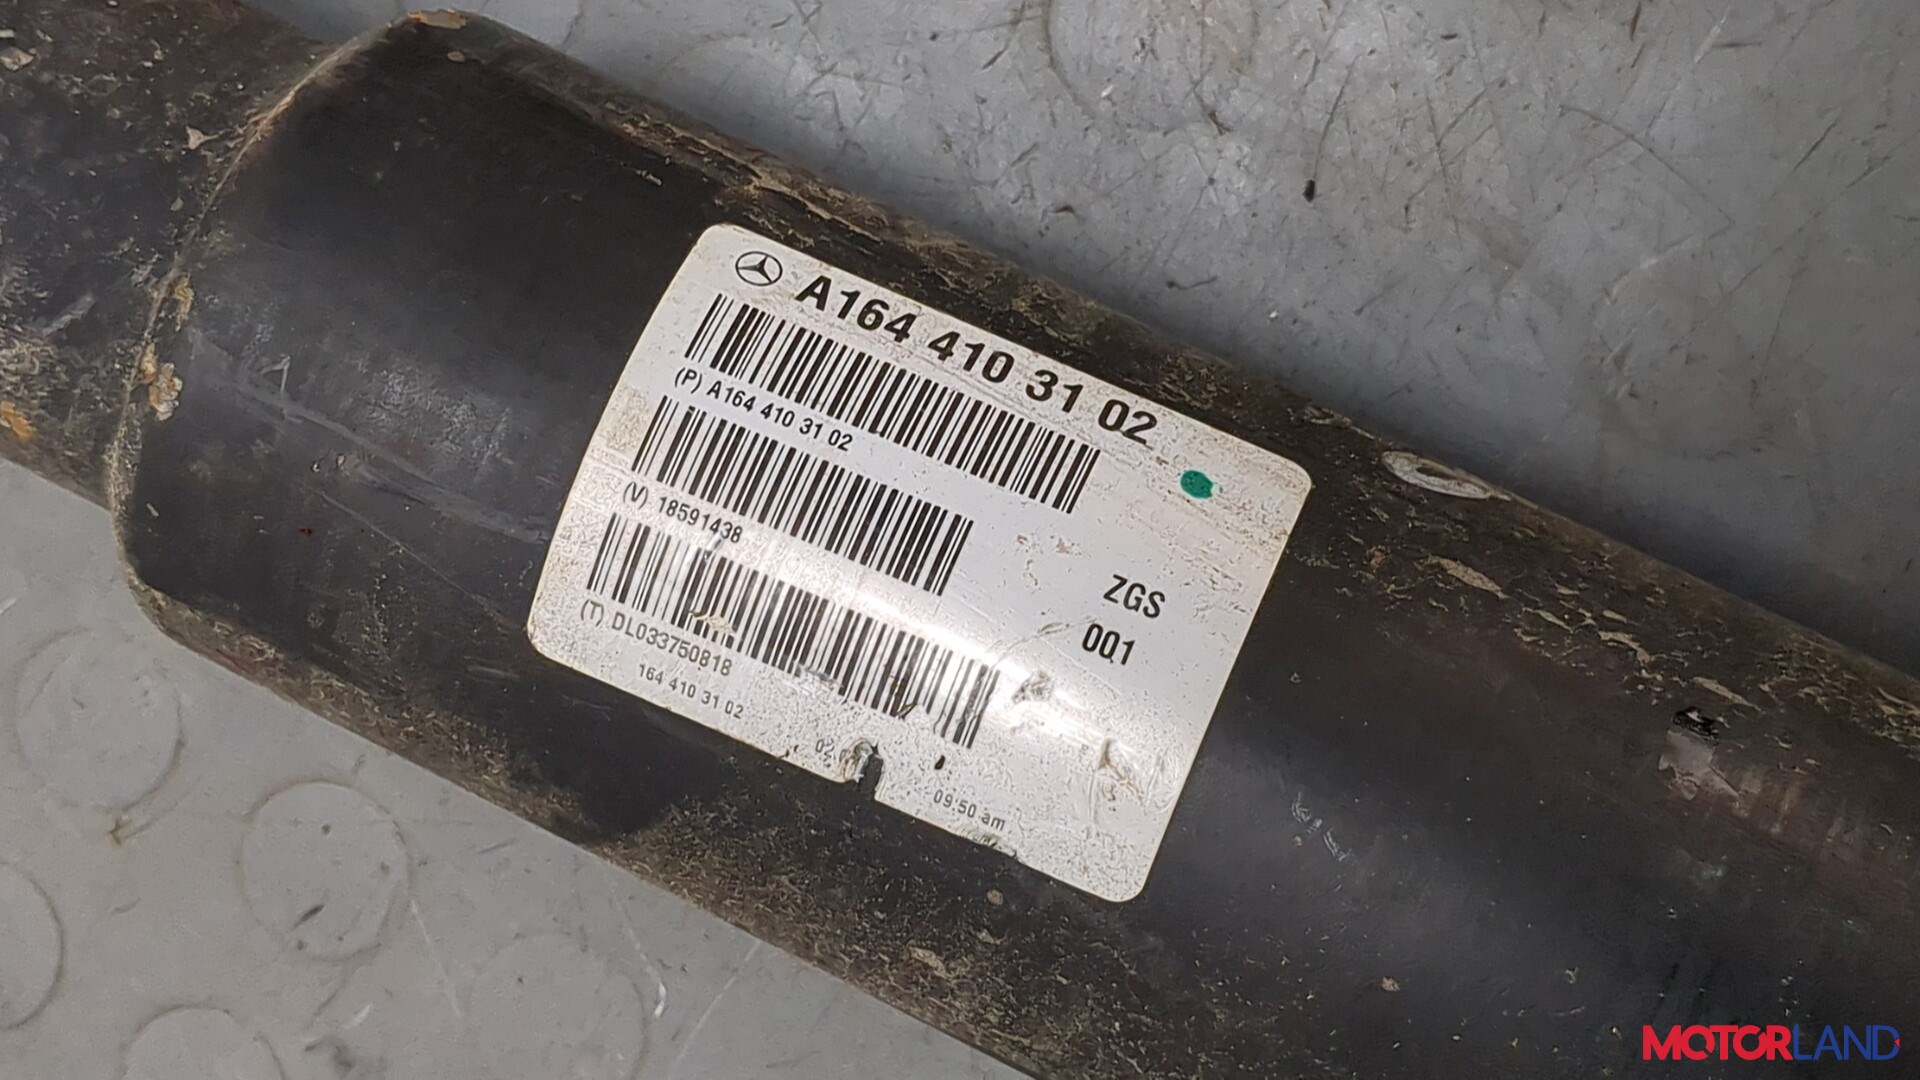 A164 410 31 02
(P) A164 410 31 02
(V) 18591438
ZGS
001
(T) DL033750818
164 410 31 02
09:50 am
MOTORLAND